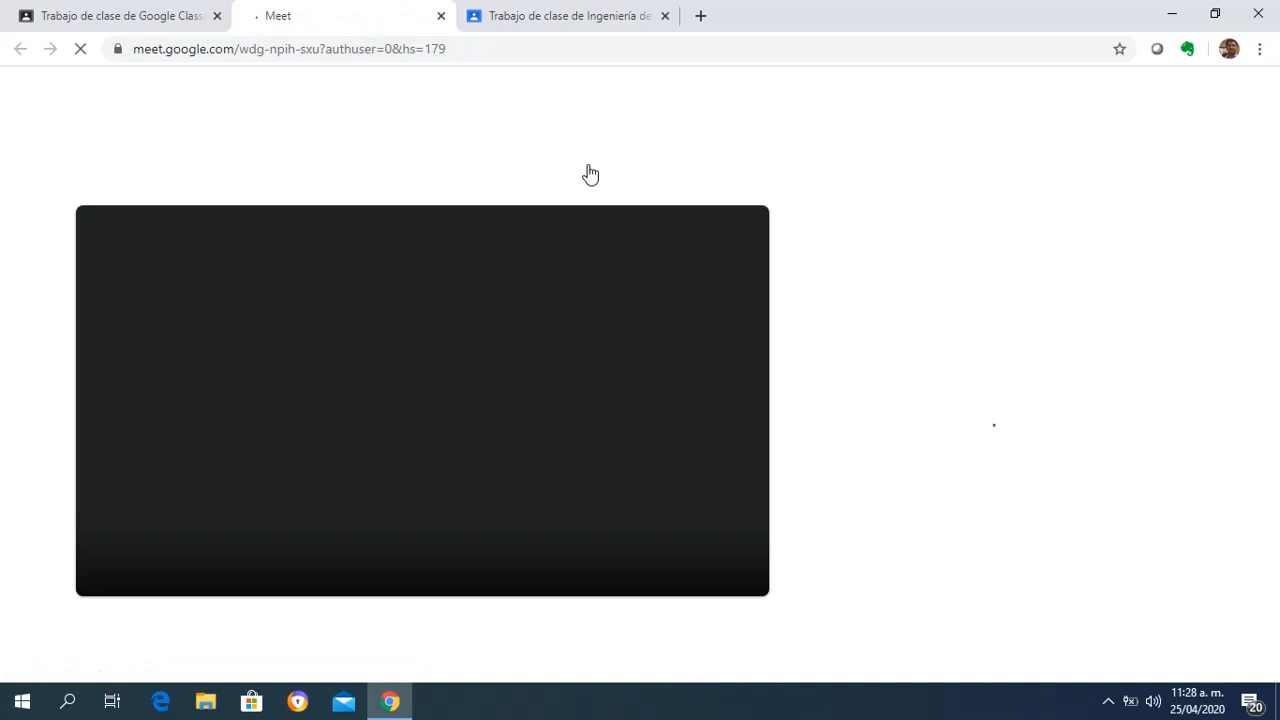 Trabajo de clase de Google Class
Meet
Trabajo de clase de Ingeniería de
meet.google.com/wdg-npih-sxu?authuser=0&hs=179
11:28 a. m.
25/04/2020
20